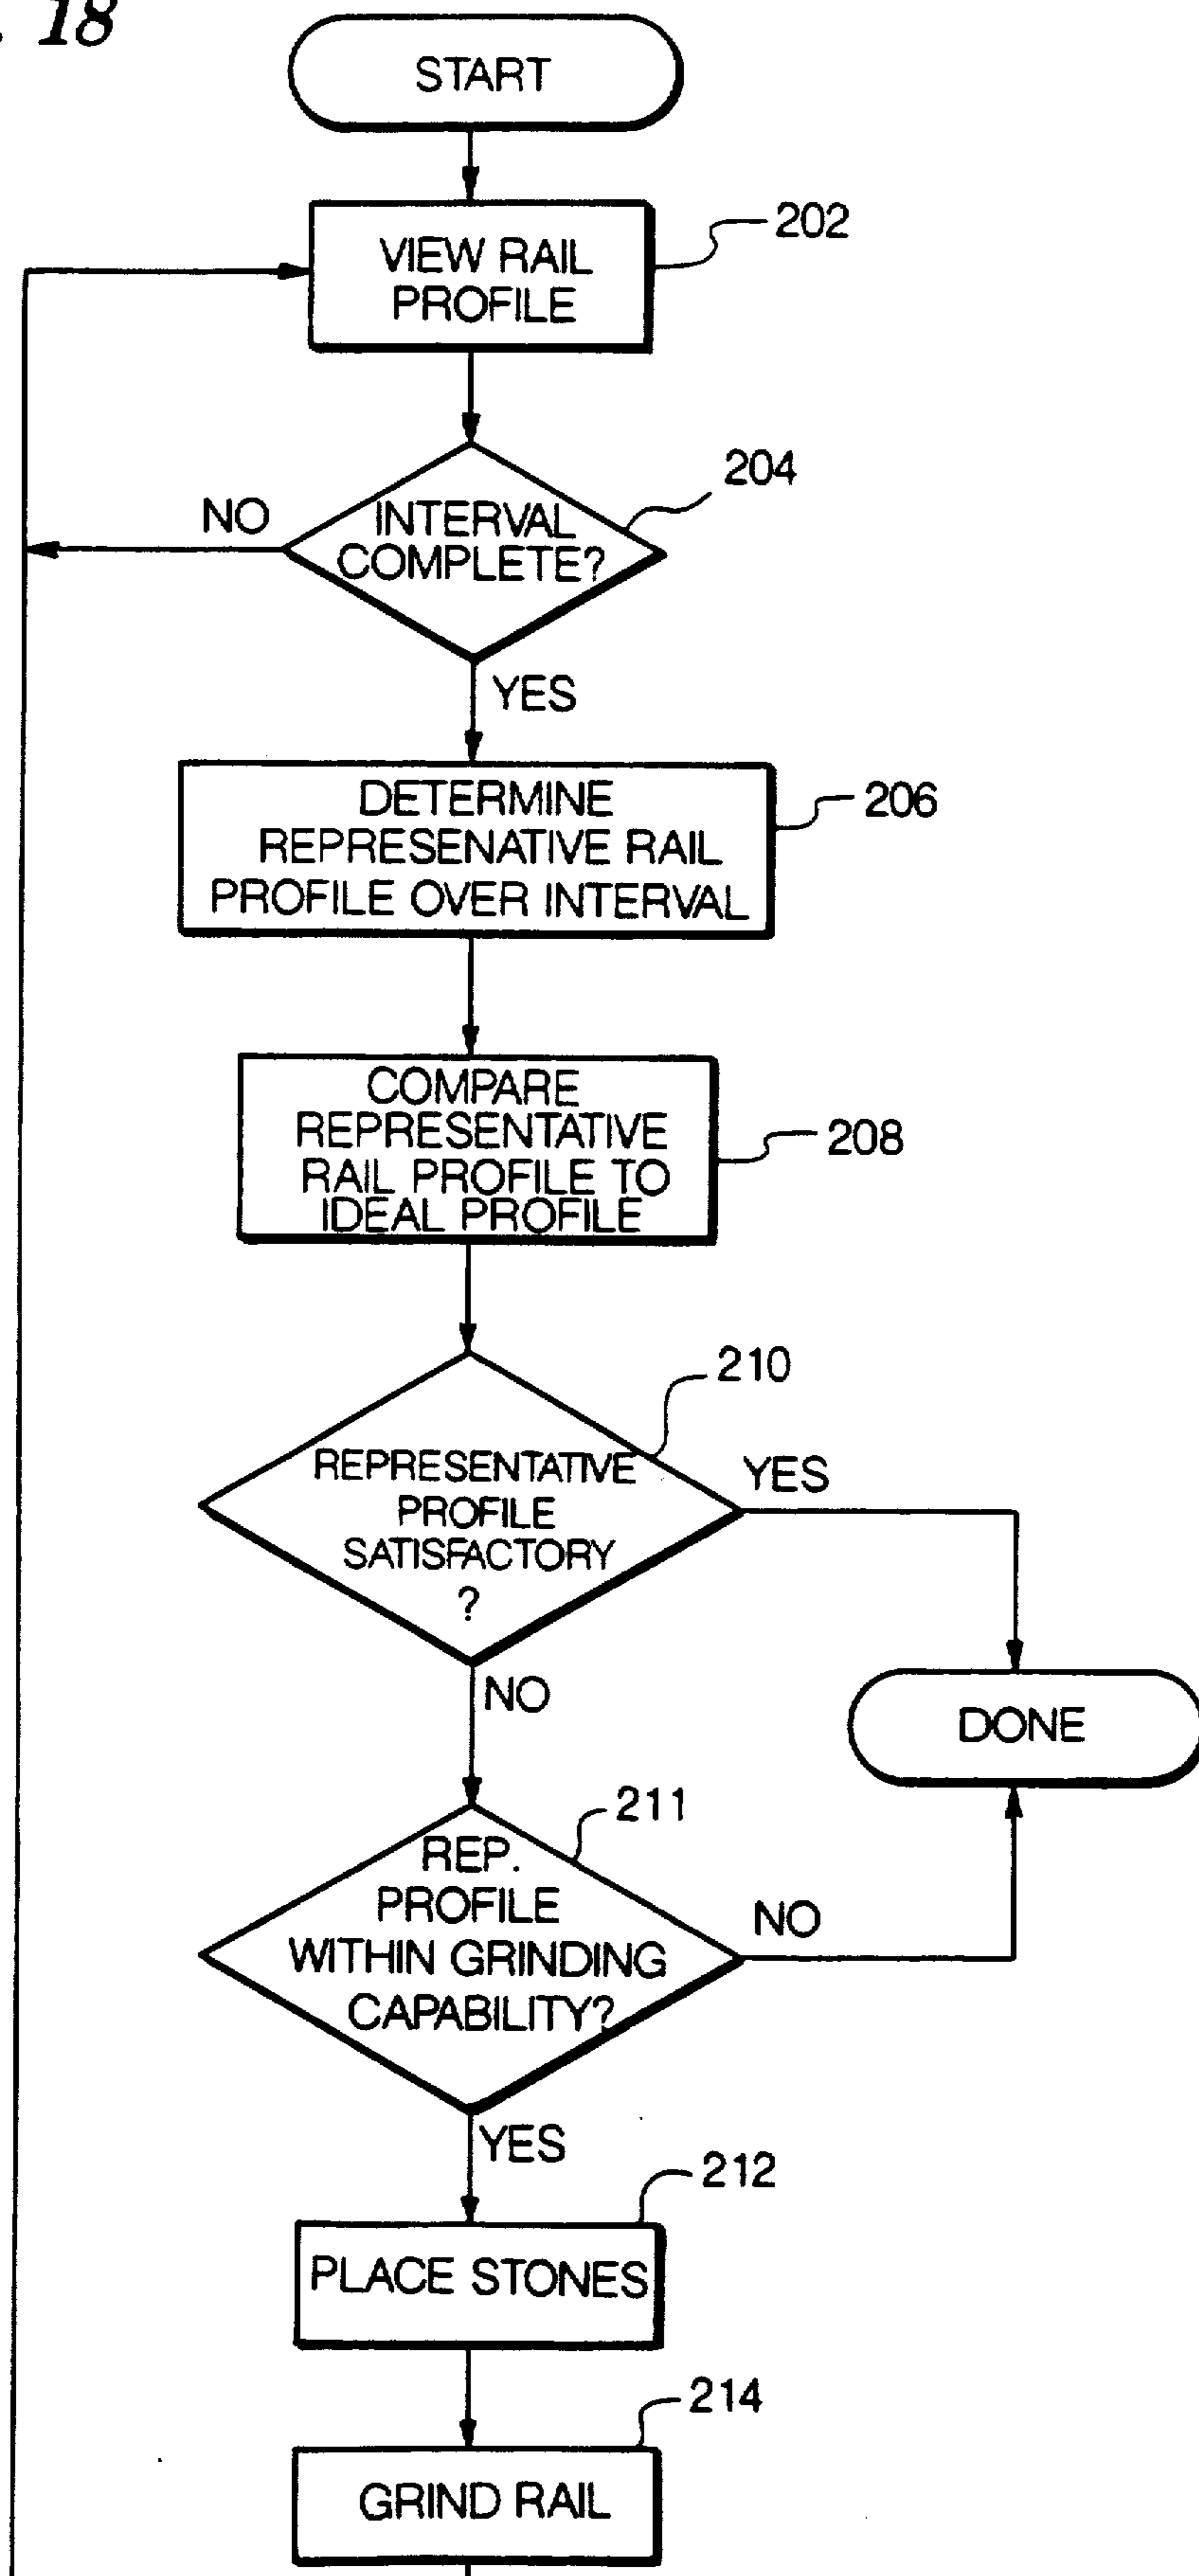 . 18
START
VIEW RAIL
PROFILE
202
204
NO
INTERVAL
COMPLETE?
YES
DETERMINE
REPRESENATIVE RAIL
PROFILE OVER INTERVAL
206
COMPARE
REPRESENTATIVE
RAIL PROFILE TO
IDEAL PROFILE
208
210
REPRESENTATIVE
PROFILE
SATISFACTORY
?
YES
NO
DONE
211
REP.
PROFILE
WITHIN GRINDING
CAPABILITY?
NO
YES
212
PLACE STONES
214
GRIND RAIL